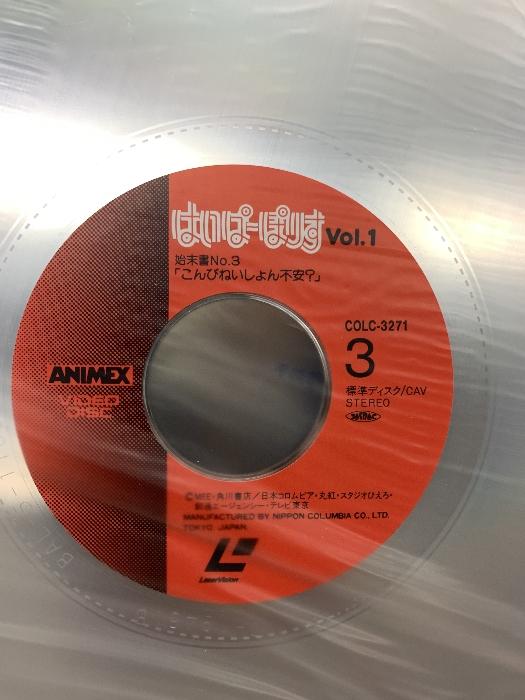 はいぱーぽりす Vol.1
始末書No.3
「こんびねいしょん不安?」
COLC-3271
3
標準ディスク/CAV
STEREO
ANIMEX
VIDEO
DISC
©MEE・角川書店/日本コロムビア・丸紅・スタジオぴえろ・
創通エージェンシー・テレビ東京
MANUFACTURED BY NIPPON COLUMBIA CO., LTD.
TOKYO, JAPAN
LaserVision